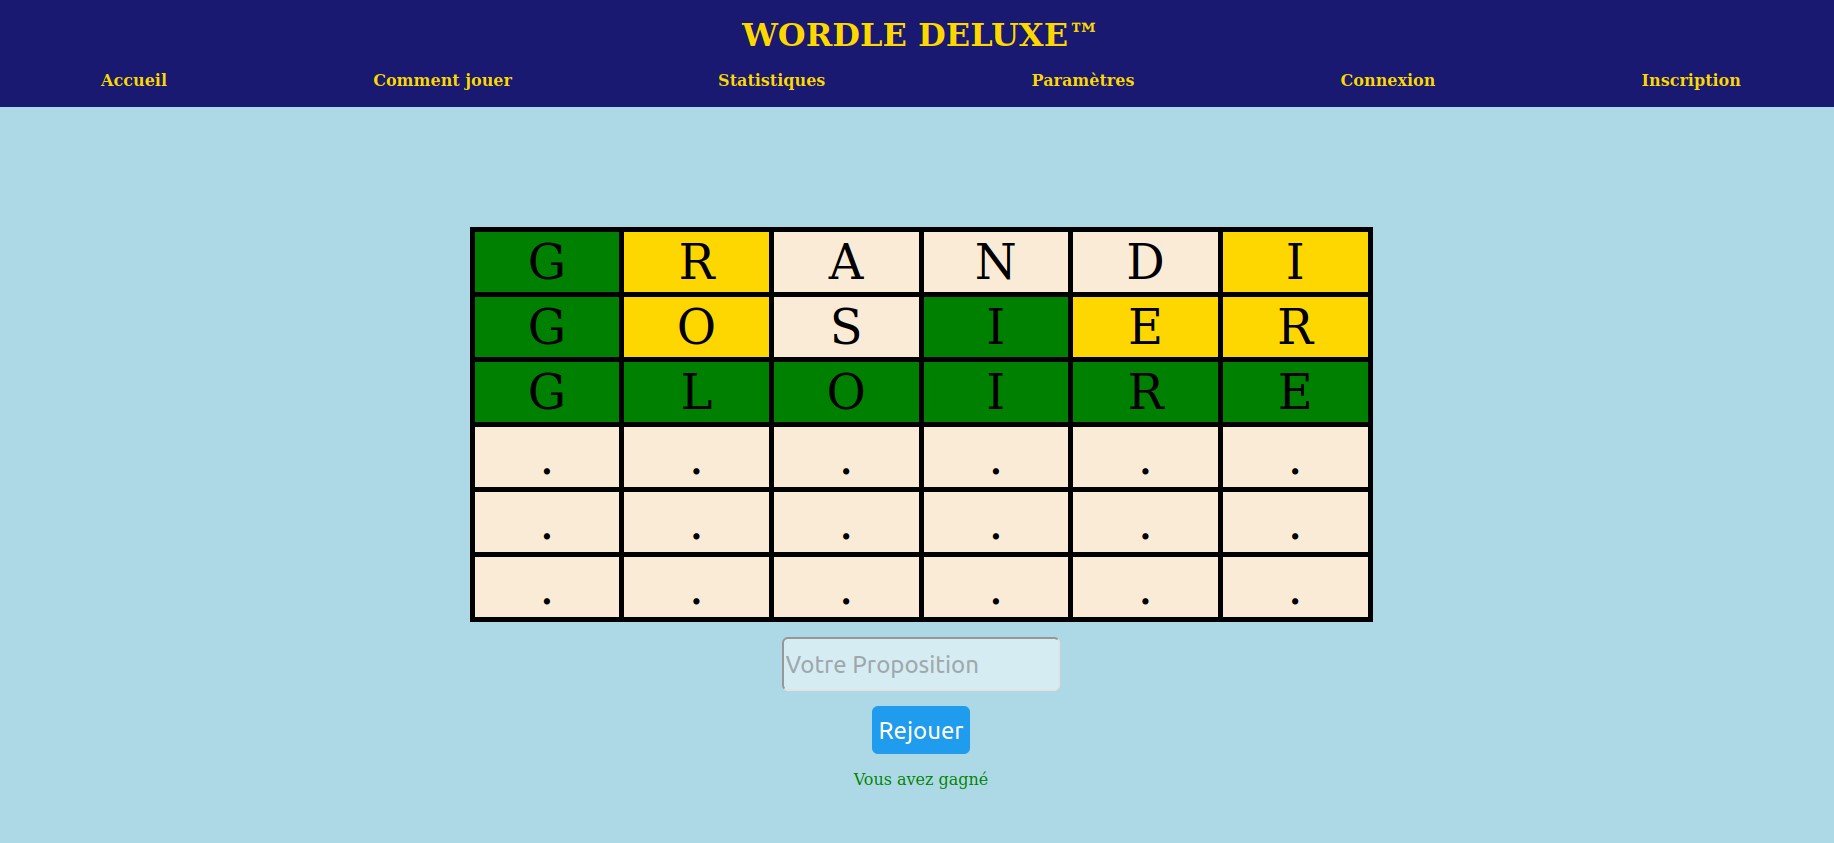 WORDLE DELUXE™
Accueil Comment jouer Statistiques Paramètres Connexion Inscription
G R A N D I
G O S I E R
G L O I R E
. . . . . .
. . . . . .
. . . . . .
Votre Proposition
Rejouer
Vous avez gagné